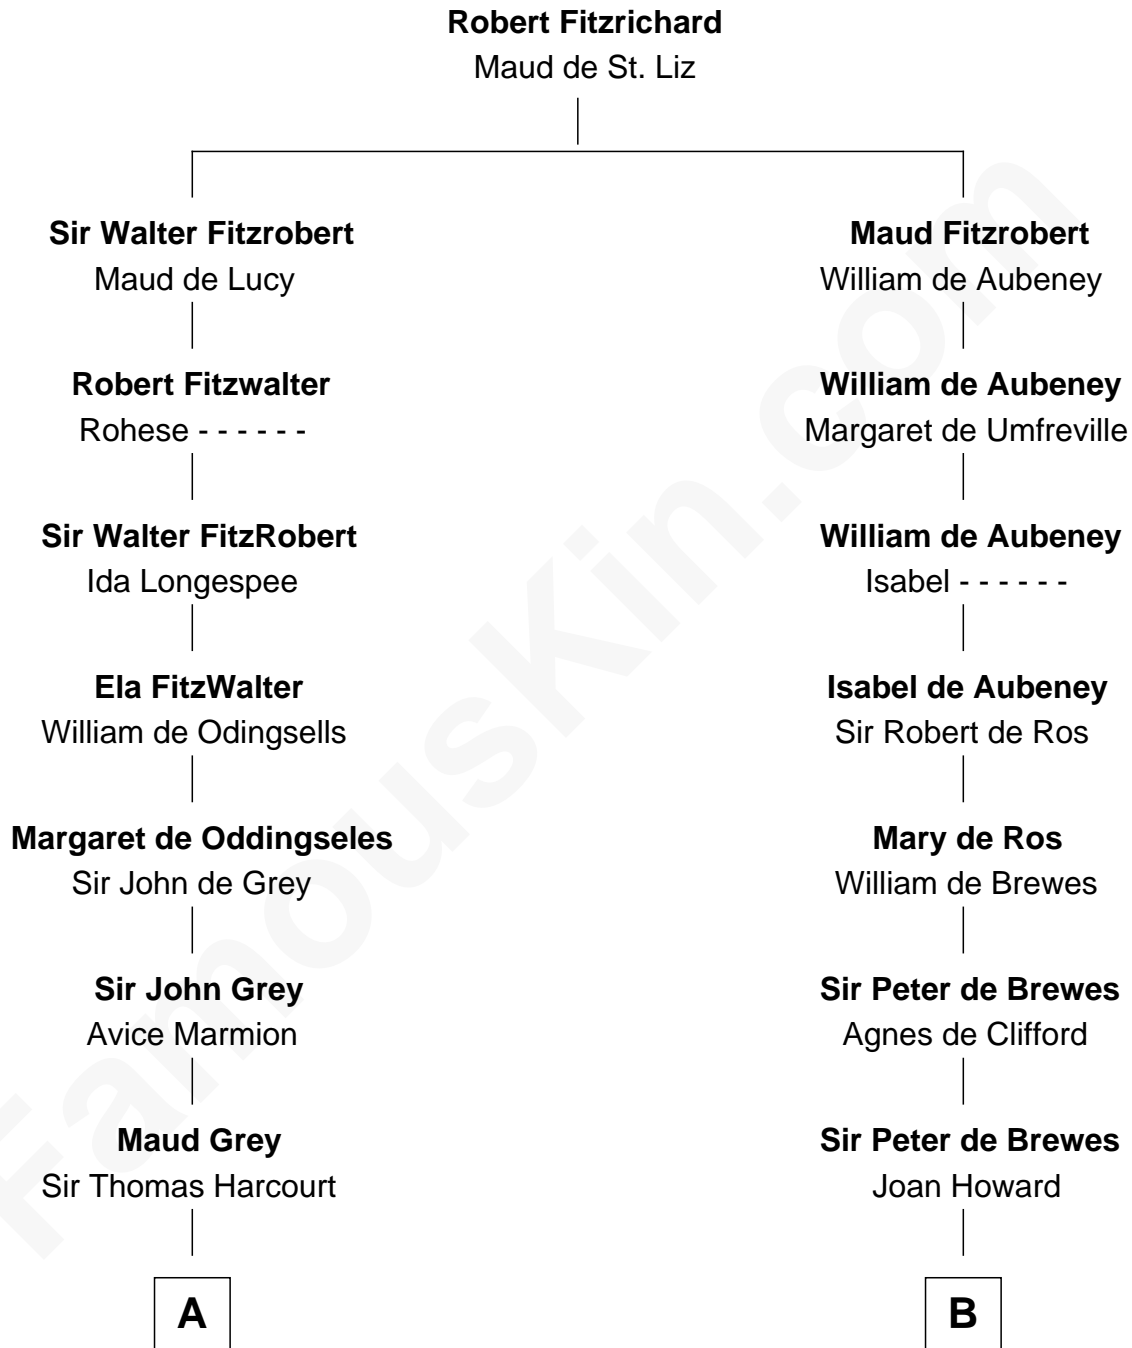 Robert Fitzrichard
Maud de St. Liz
Sir Walter Fitzrobert
Maud de Lucy
Maud Fitzrobert
William de Aubeney
Robert Fitzwalter
Rohese - - - - - -
William de Aubeney
Margaret de Umfreville
Sir Walter FitzRobert
Ida Longespee
William de Aubeney
Isabel - - - - - -
Ela FitzWalter
William de Odingsells
Isabel de Aubeney
Sir Robert de Ros
Margaret de Oddingseles
Sir John de Grey
Mary de Ros
William de Brewes
Sir John Grey
Avice Marmion
Sir Peter de Brewes
Agnes de Clifford
Maud Grey
Sir Thomas Harcourt
Sir Peter de Brewes
Joan Howard
A
B
FamousKin.com